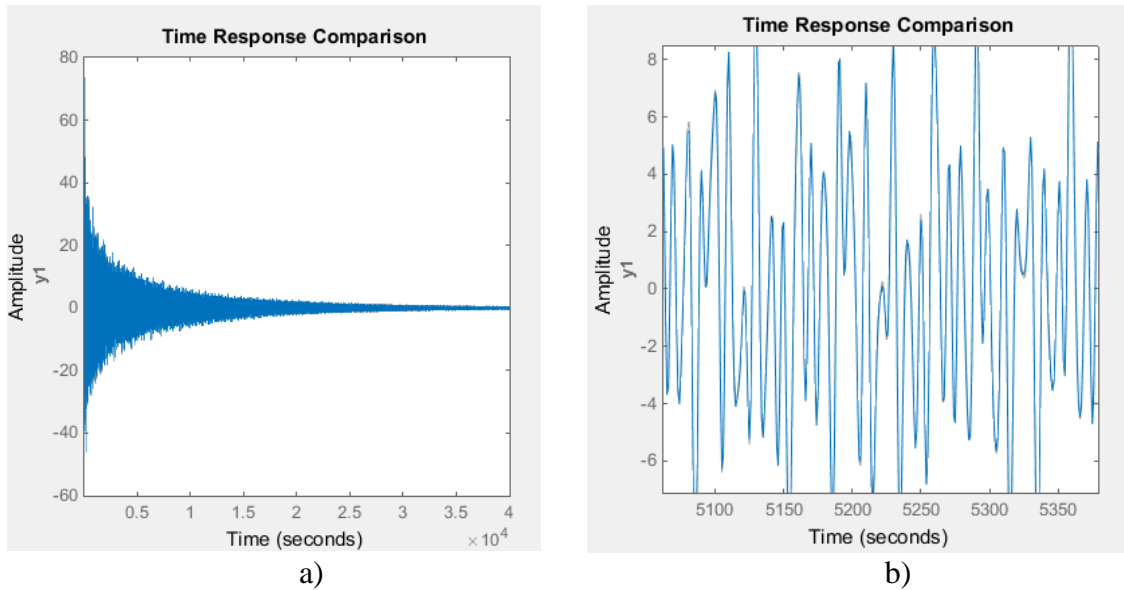 Time Response Comparison
80
60
40
20
0
-20
-40
-60
Amplitude
y1
0.5 1 1.5 2 2.5 3 3.5 4
Time (seconds)
× 10^4
a)
Time Response Comparison
8
6
4
2
0
-2
-4
-6
Amplitude
y1
5100 5150 5200 5250 5300 5350
Time (seconds)
b)